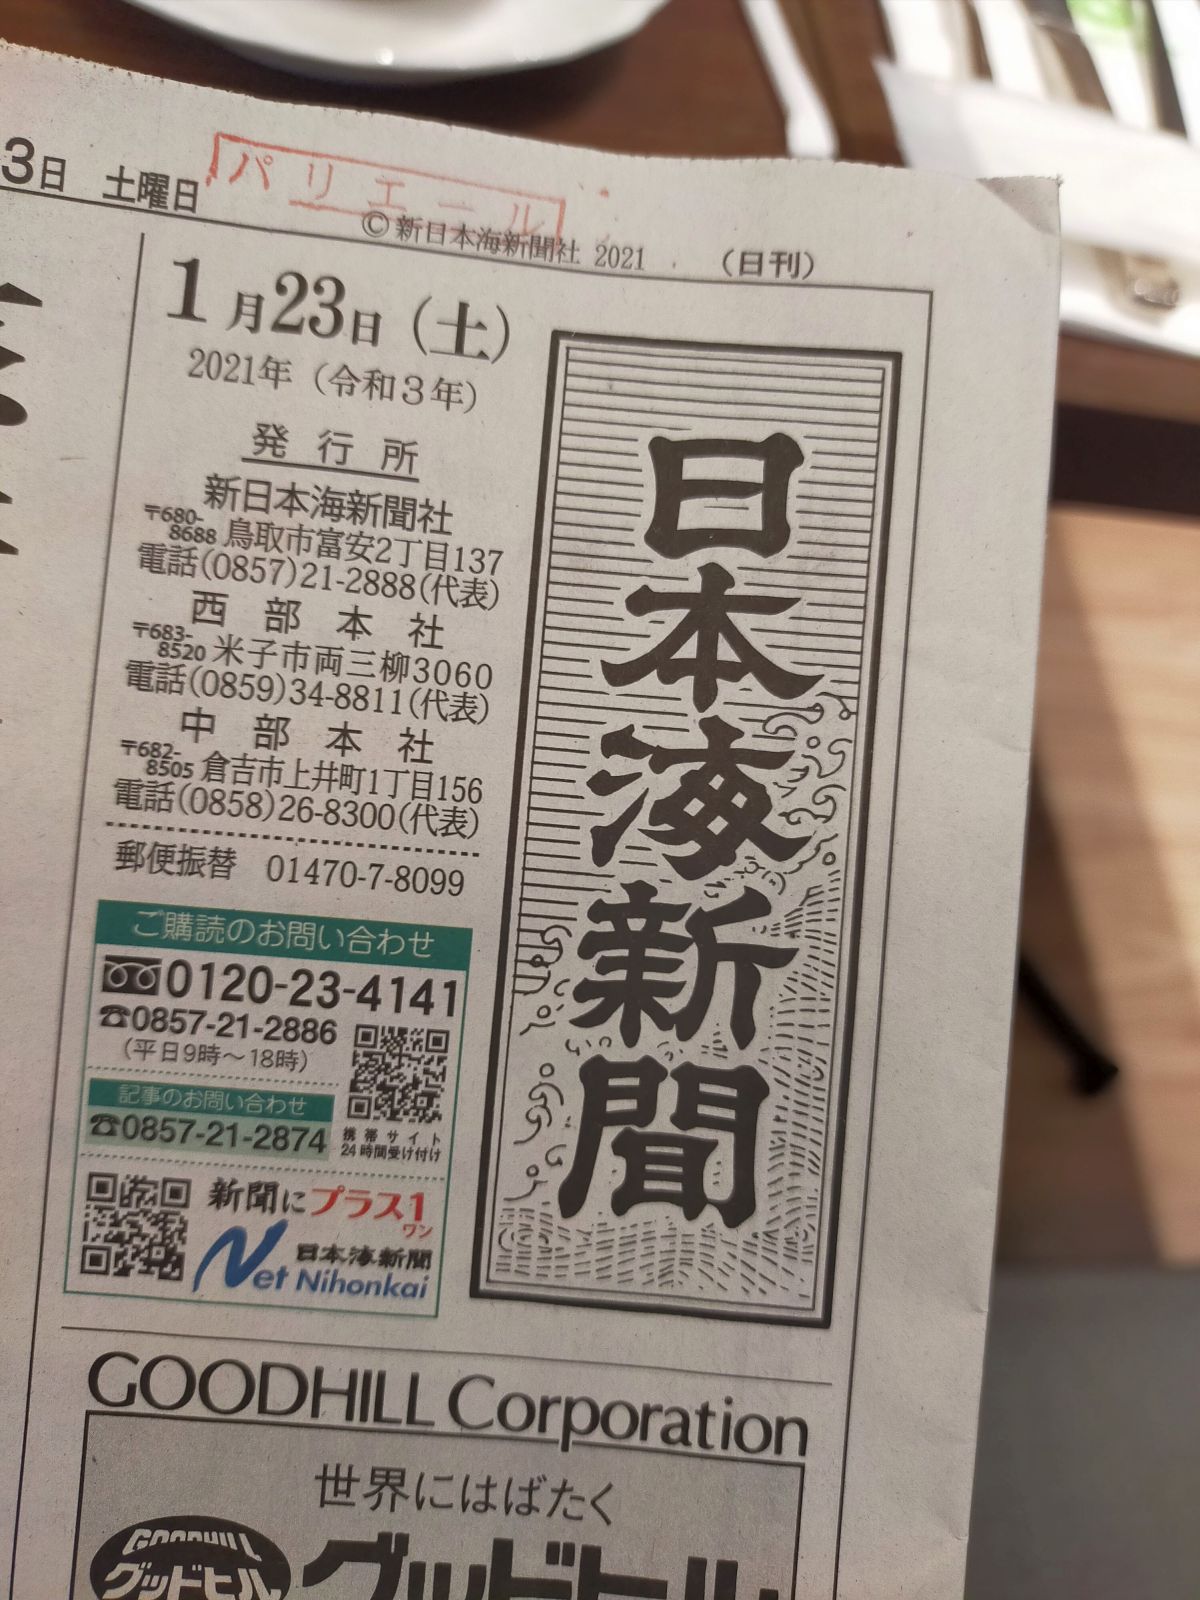 3日 土曜日
パリエール
©新日本海新聞社 2021
(日刊)
1月23日(土)
2021年(令和3年)
発行所
新日本海新聞社
〒680-8688 鳥取市富安2丁目137
電話(0857)21-2888(代表)
西部本社
〒683-8520 米子市両三柳3060
電話(0859)34-8811(代表)
中部本社
〒682-8505 倉吉市上井町1丁目156
電話(0858)26-8300(代表)
郵便振替 01470-7-8099
ご購読のお問い合わせ
0120-23-4141
☎0857-21-2886
(平日9時～18時)
記事のお問い合わせ
☎0857-21-2874
携帯サイト
24時間受け付け
新聞にプラス1
ワン
日本海新聞
Net Nihonkai
日本海新聞
GOODHILL Corporation
世界にはばたく
GOODHILL
グッドヒル
グッドヒル